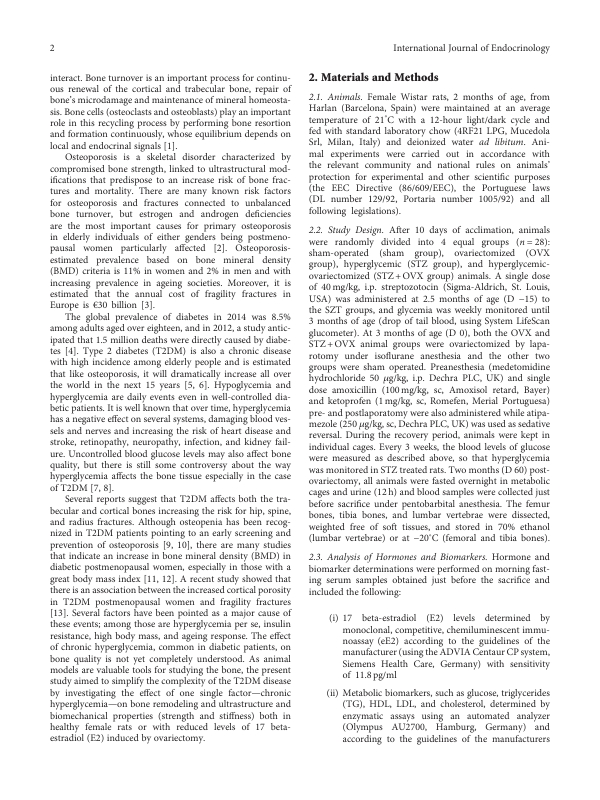 2
International Journal of Endocrinology
interact. Bone turnover is an important process for continu-
ous renewal of the cortical and trabecular bone, repair of
bone's microdamage and maintenance of mineral homeosta-
sis. Bone cells (osteoclasts and osteoblasts) play an important
role in this recycling process by performing bone resortion
and formation continuously, whose equilibrium depends on
local and endocrinal signals [1].
Osteoporosis is a skeletal disorder characterized by
compromised bone strength, linked to ultrastructural mod-
ifications that predispose to an increase risk of bone frac-
tures and mortality. There are many known risk factors
for osteoporosis and fractures connected to unbalanced
bone turnover, but estrogen and androgen deficiencies
are the most important causes for primary osteoporosis
in elderly individuals of either genders being postmeno-
pausal women particularly affected [2]. Osteoporosis-
estimated prevalence based on bone mineral density
(BMD) criteria is 11% in women and 2% in men and with
increasing prevalence in ageing societies. Moreover, it is
estimated that the annual cost of fragility fractures in
Europe is €30 billion [3].
The global prevalence of diabetes in 2014 was 8.5%
among adults aged over eighteen, and in 2012, a study antic-
ipated that 1.5 million deaths were directly caused by diabe-
tes [4]. Type 2 diabetes (T2DM) is also a chronic disease
with high incidence among elderly people and is estimated
that like osteoporosis, it will dramatically increase all over
the world in the next 15 years [5, 6]. Hypoglycemia and
hyperglycemia are daily events even in well-controlled dia-
betic patients. It is well known that over time, hyperglycemia
has a negative effect on several systems, damaging blood ves-
sels and nerves and increasing the risk of heart disease and
stroke, retinopathy, neuropathy, infection, and kidney fail-
ure. Uncontrolled blood glucose levels may also affect bone
quality, but there is still some controversy about the way
hyperglycemia affects the bone tissue especially in the case
of T2DM [7, 8].
Several reports suggest that T2DM affects both the tra-
becular and cortical bones increasing the risk for hip, spine,
and radius fractures. Although osteopenia has been recog-
nized in T2DM patients pointing to an early screening and
prevention of osteoporosis [9, 10], there are many studies
that indicate an increase in bone mineral density (BMD) in
diabetic postmenopausal women, especially in those with a
great body mass index [11, 12]. A recent study showed that
there is an association between the increased cortical porosity
in T2DM postmenopausal women and fragility fractures
[13]. Several factors have been pointed as a major cause of
these events; among those are hyperglycemia per se, insulin
resistance, high body mass, and ageing response. The effect
of chronic hyperglycemia, common in diabetic patients, on
bone quality is not yet completely understood. As animal
models are valuable tools for studying the bone, the present
study aimed to simplify the complexity of the T2DM disease
by investigating the effect of one single factor—chronic
hyperglycemia—on bone remodeling and ultrastructure and
biomechanical properties (strength and stiffness) both in
healthy female rats or with reduced levels of 17 beta-
estradiol (E2) induced by ovariectomy.
2. Materials and Methods
2.1. Animals. Female Wistar rats, 2 months of age, from
Harlan (Barcelona, Spain) were maintained at an average
temperature of 21°C with a 12-hour light/dark cycle and
fed with standard laboratory chow (4RF21 LPG, Mucedola
Srl, Milan, Italy) and deionized water ad libitum. Ani-
mal experiments were carried out in accordance with
the relevant community and national rules on animals'
protection for experimental and other scientific purposes
(the EEC Directive (86/609/EEC), the Portuguese laws
(DL number 129/92, Portaria number 1005/92) and all
following legislations).
2.2. Study Design. After 10 days of acclimation, animals
were randomly divided into 4 equal groups (n = 28):
sham-operated (sham group), ovariectomized (OVX
group), hyperglycemic (STZ group), and hyperglycemic-
ovariectomized (STZ + OVX group) animals. A single dose
of 40 mg/kg, i.p. streptozotocin (Sigma-Aldrich, St. Louis,
USA) was administered at 2.5 months of age (D −15) to
the SZT groups, and glycemia was weekly monitored until
3 months of age (drop of tail blood, using System LifeScan
glucometer). At 3 months of age (D 0), both the OVX and
STZ + OVX animal groups were ovariectomized by lapa-
rotomy under isoflurane anesthesia and the other two
groups were sham operated. Preanesthesia (medetomidine
hydrochloride 50 μg/kg, i.p. Dechra PLC, UK) and single
dose amoxicillin (100 mg/kg, sc, Amoxisol retard, Bayer)
and ketoprofen (1 mg/kg, sc, Romefen, Merial Portuguesa)
pre- and postlaparotomy were also administered while atipa-
mezole (250 μg/kg, sc, Dechra PLC, UK) was used as sedative
reversal. During the recovery period, animals were kept in
individual cages. Every 3 weeks, the blood levels of glucose
were measured as described above, so that hyperglycemia
was monitored in STZ treated rats. Two months (D 60) post-
ovariectomy, all animals were fasted overnight in metabolic
cages and urine (12 h) and blood samples were collected just
before sacrifice under pentobarbital anesthesia. The femur
bones, tibia bones, and lumbar vertebrae were dissected,
weighted free of soft tissues, and stored in 70% ethanol
(lumbar vertebrae) or at −20°C (femoral and tibia bones).
2.3. Analysis of Hormones and Biomarkers. Hormone and
biomarker determinations were performed on morning fast-
ing serum samples obtained just before the sacrifice and
included the following:
(i) 17 beta-estradiol (E2) levels determined by
monoclonal, competitive, chemiluminescent immu-
noassay (eE2) according to the guidelines of the
manufacturer (using the ADVIA Centaur CP system,
Siemens Health Care, Germany) with sensitivity
of 11.8 pg/ml
(ii) Metabolic biomarkers, such as glucose, triglycerides
(TG), HDL, LDL, and cholesterol, determined by
enzymatic assays using an automated analyzer
(Olympus AU2700, Hamburg, Germany) and
according to the guidelines of the manufacturers